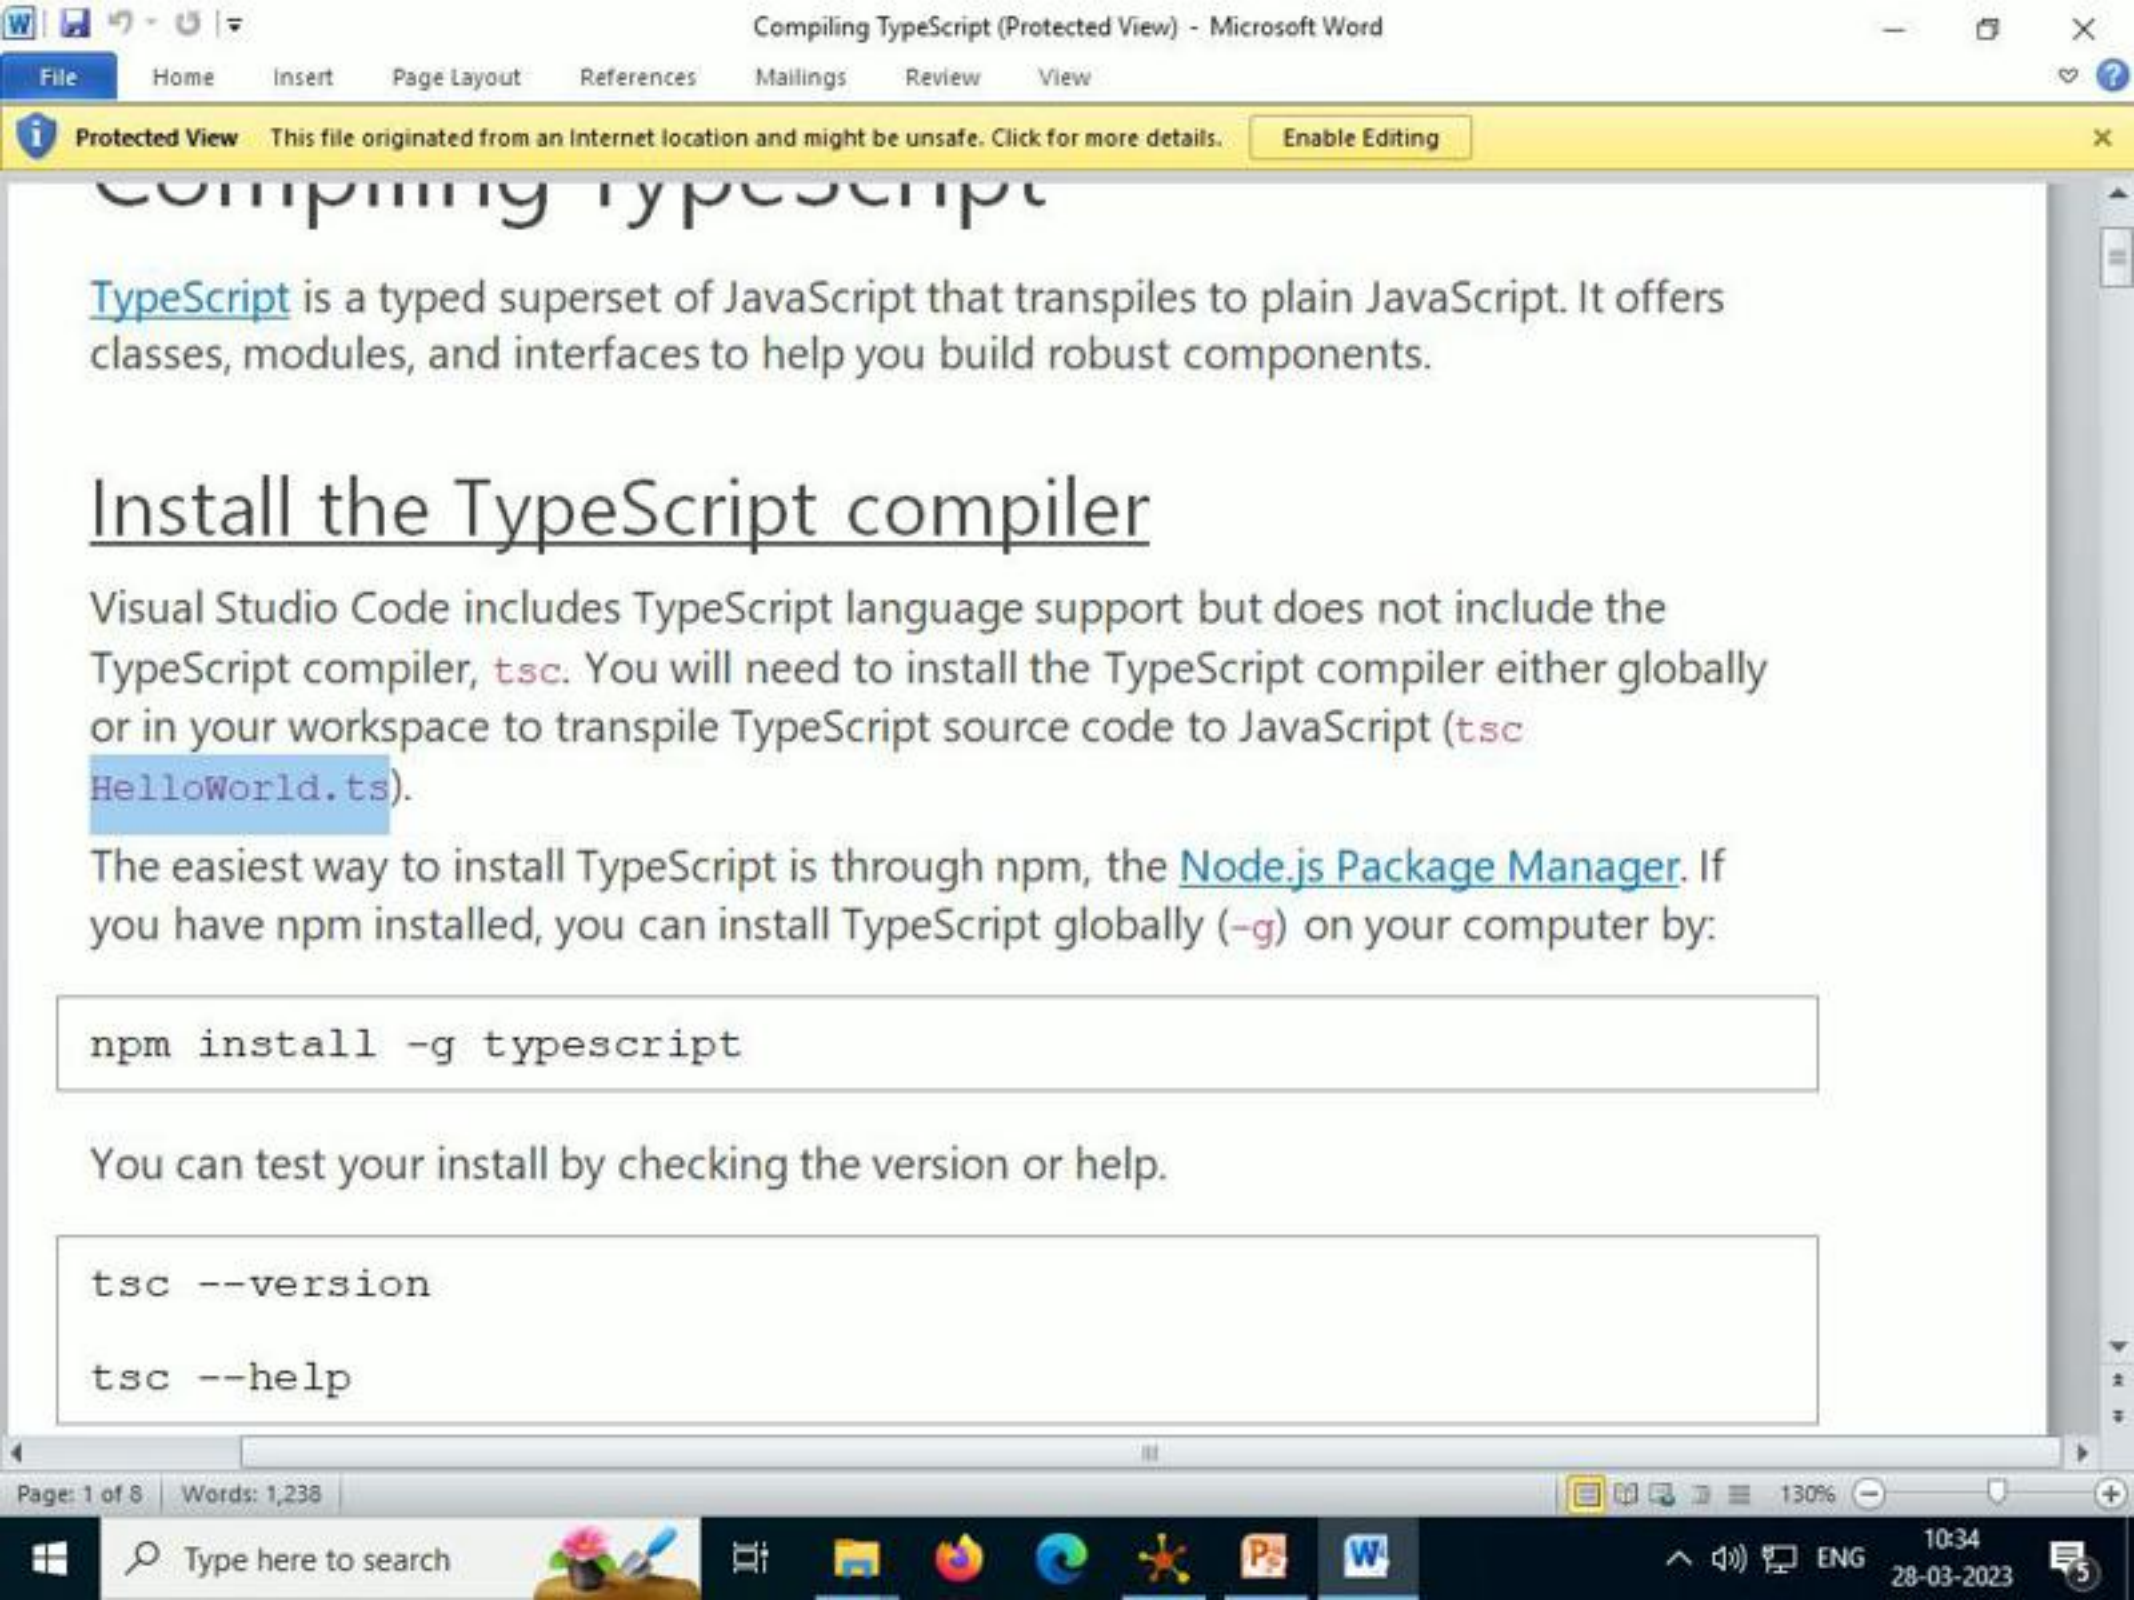 Compiling TypeScript (Protected View) - Microsoft Word
File Home Insert Page Layout References Mailings Review View
Protected View This file originated from an Internet location and might be unsafe. Click for more details. Enable Editing
Compiling TypeScript
TypeScript is a typed superset of JavaScript that transpiles to plain JavaScript. It offers
classes, modules, and interfaces to help you build robust components.
Install the TypeScript compiler
Visual Studio Code includes TypeScript language support but does not include the
TypeScript compiler, tsc. You will need to install the TypeScript compiler either globally
or in your workspace to transpile TypeScript source code to JavaScript (tsc
HelloWorld.ts).
The easiest way to install TypeScript is through npm, the Node.js Package Manager. If
you have npm installed, you can install TypeScript globally (-g) on your computer by:
npm install -g typescript
You can test your install by checking the version or help.
tsc --version
tsc --help
Page: 1 of 8 Words: 1,238 130%
Type here to search ENG 10:34
28-03-2023 5